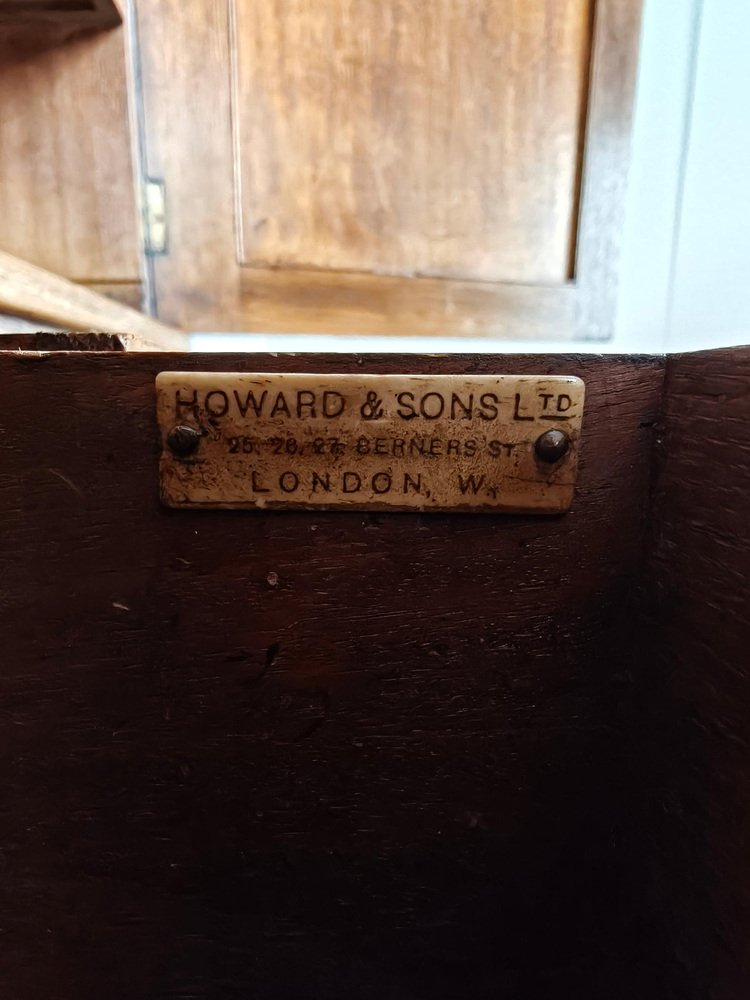 HOWARD & SONS LTD
25, 26, 27, BERNERS ST.
LONDON, W.